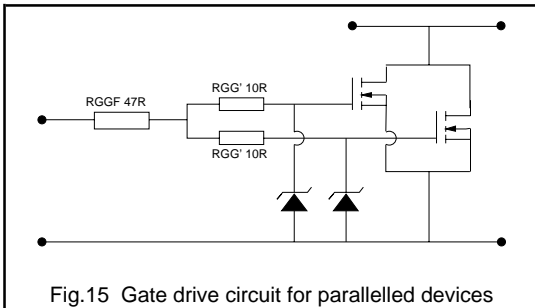 RGGF 47R
RGG' 10R
RGG' 10R
Fig.15 Gate drive circuit for parallelled devices